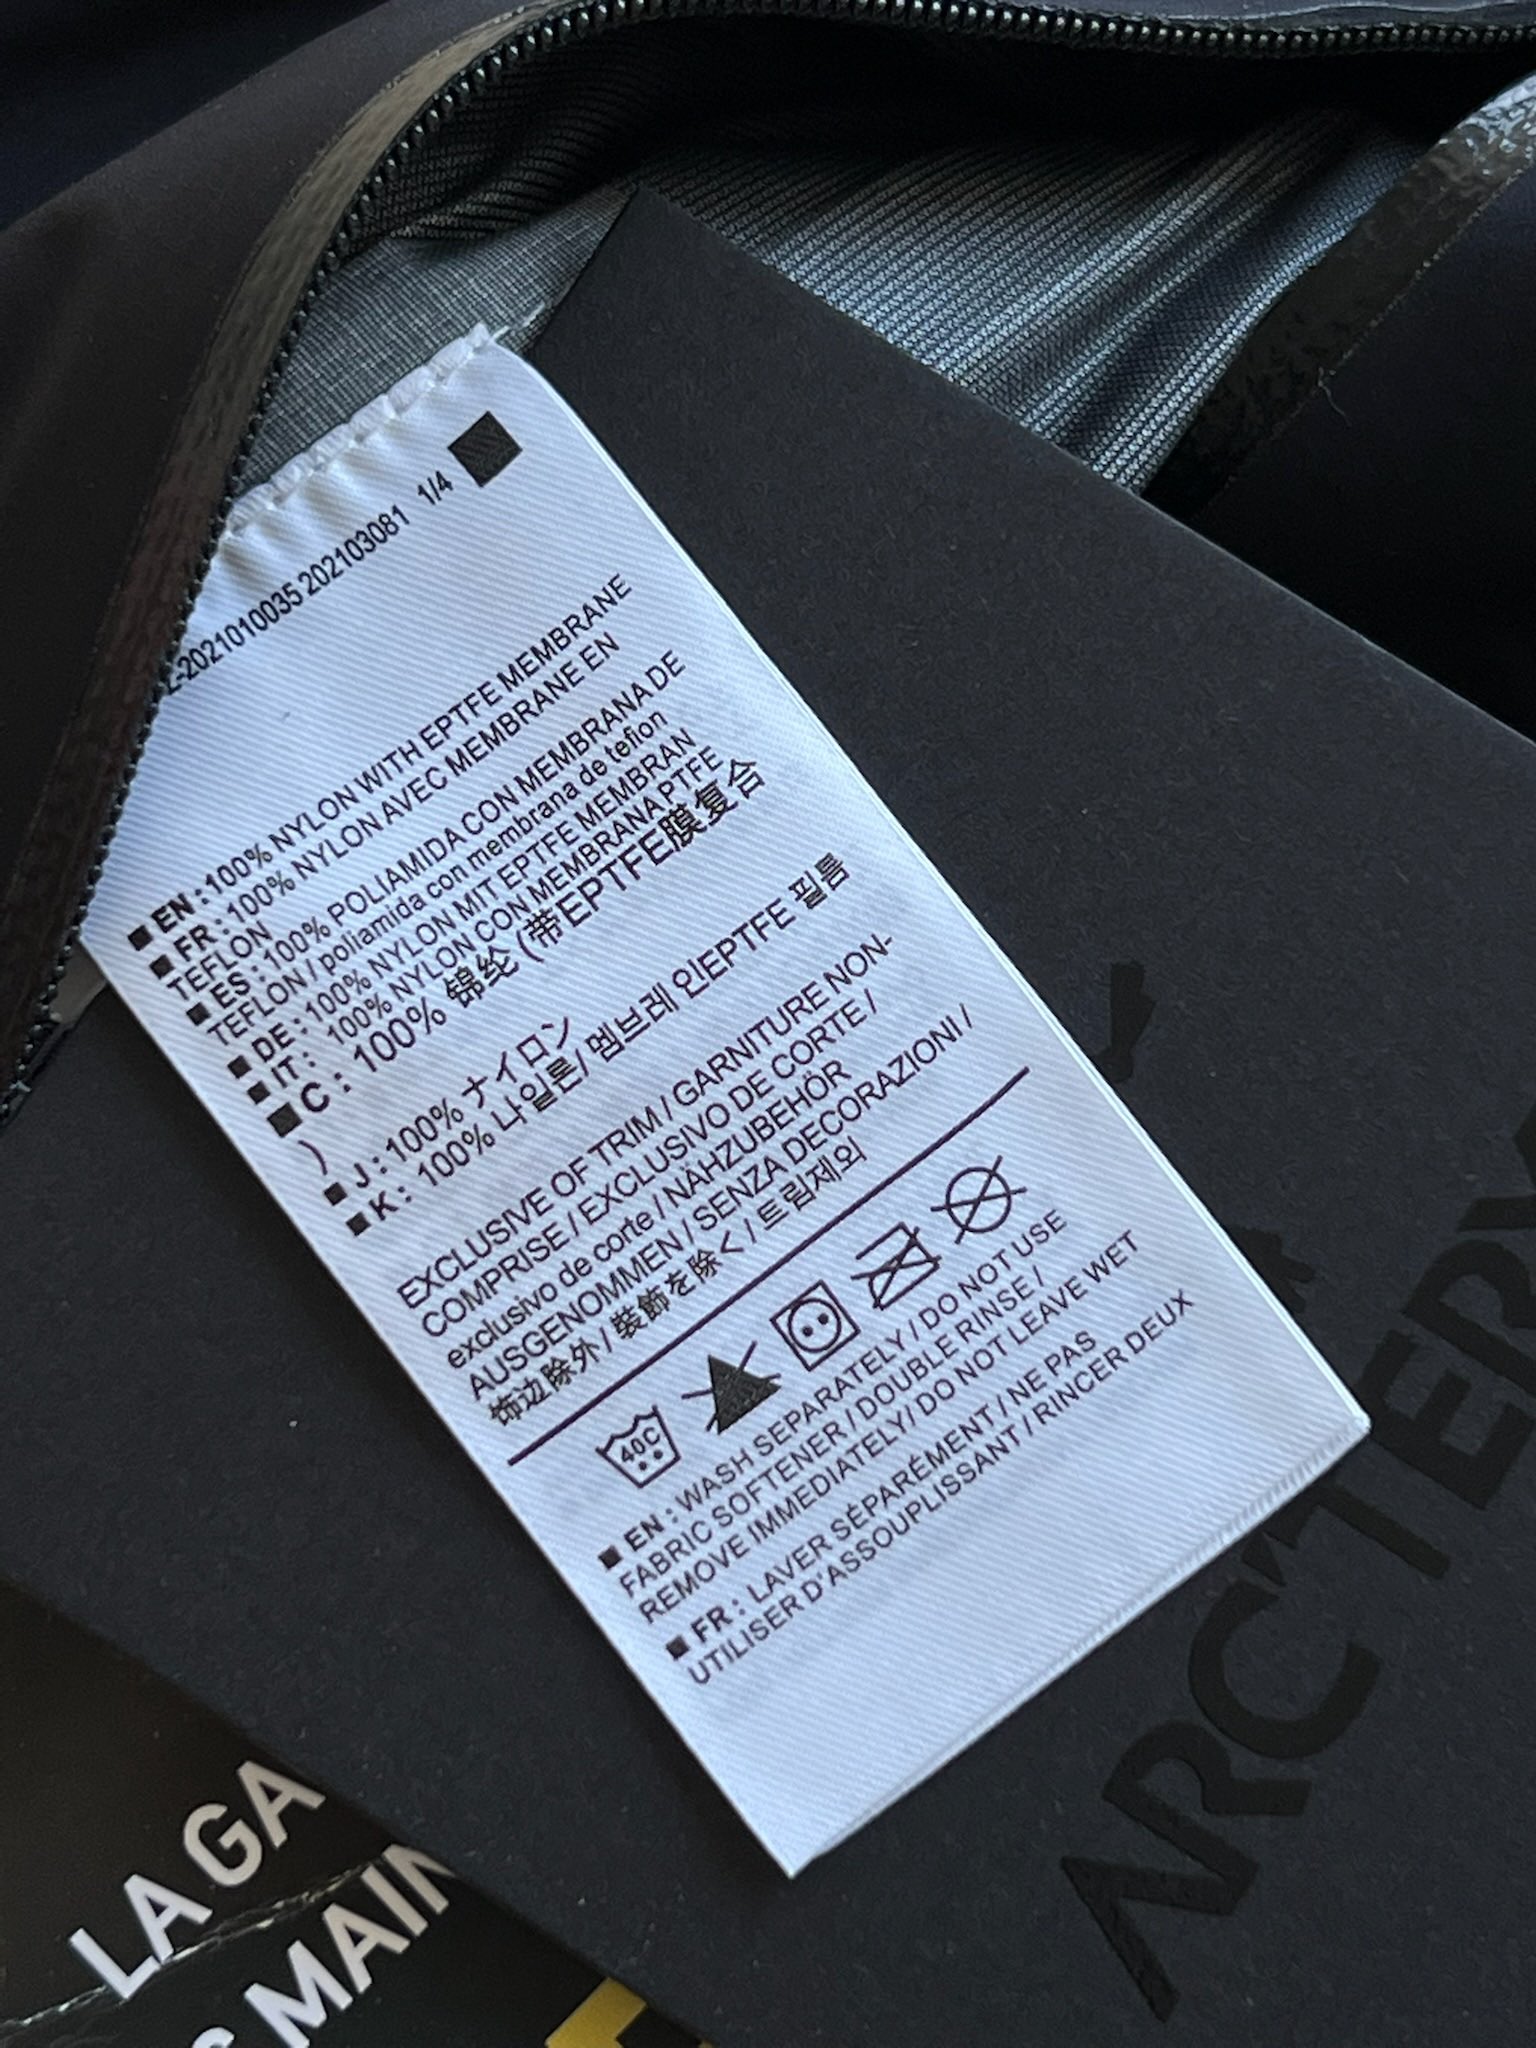 -2021010035 202103081 1/4
■ EN : 100% NYLON WITH EPTFE MEMBRANE
■ FR : 100% NYLON AVEC MEMBRANE EN
TEFLON
■ ES : 100% POLIAMIDA CON MEMBRANA DE
TEFLON / poliamida con membrana de teflon
■ DE : 100% NYLON MIT EPTFE MEMBRAN
■ IT : 100% NYLON CON MEMBRANA PTFE
■ C : 100% 锦纶 (带EPTFE膜复合
)
■ J : 100% ナイロン
■ K : 100% 나일론/ 멤브레 인EPTFE 필름
EXCLUSIVE OF TRIM / GARNITURE NON-
COMPRISE / EXCLUSIVO DE CORTE /
exclusivo de corte / NÄHZUBEHÖR
AUSGENOMMEN / SENZA DECORAZIONI /
饰边除外 / 装飾を除く / 트림제외
40C
■ EN : WASH SEPARATELY / DO NOT USE
FABRIC SOFTENER / DOUBLE RINSE /
REMOVE IMMEDIATELY/ DO NOT LEAVE WET
■ FR : LAVER SÉPARÉMENT / NE PAS
UTILISER D'ASSOUPLISSANT / RINCER DEUX
ARC'TERY
LA GA
S MAIN